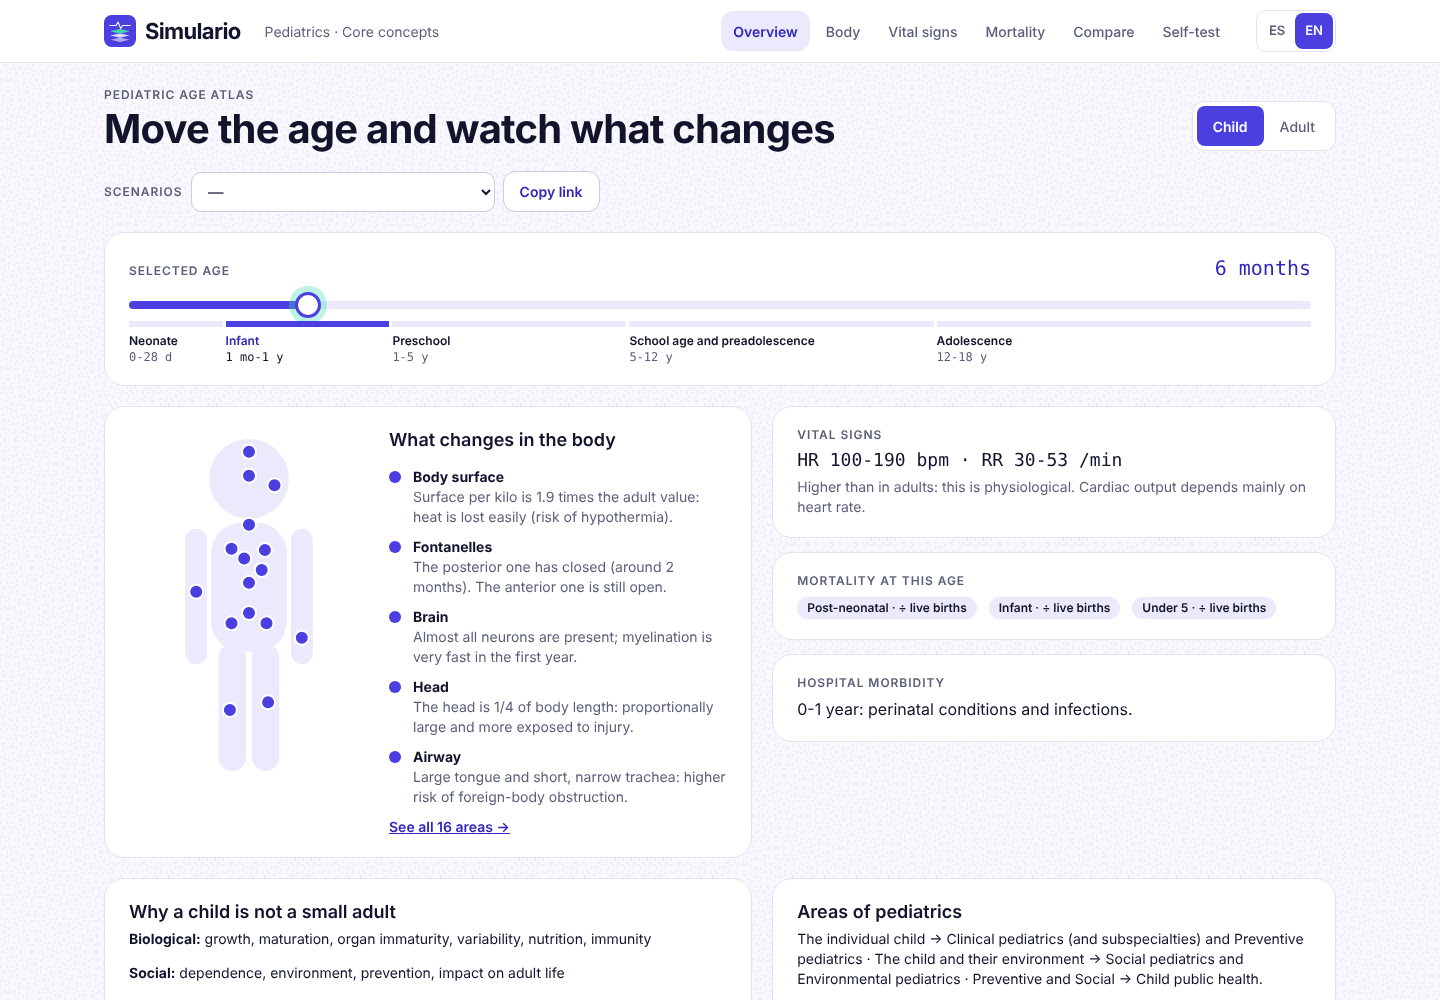 Simulario
Pediatrics · Core concepts
Overview
Body
Vital signs
Mortality
Compare
Self-test
ES
EN
PEDIATRIC AGE ATLAS
Move the age and watch what changes
Child
Adult
SCENARIOS
—
Copy link
SELECTED AGE
6 months
Neonate
0-28 d
Infant
1 mo-1 y
Preschool
1-5 y
School age and preadolescence
5-12 y
Adolescence
12-18 y
What changes in the body
Body surface
Surface per kilo is 1.9 times the adult value:
heat is lost easily (risk of hypothermia).
Fontanelles
The posterior one has closed (around 2
months). The anterior one is still open.
Brain
Almost all neurons are present; myelination is
very fast in the first year.
Head
The head is 1/4 of body length: proportionally
large and more exposed to injury.
Airway
Large tongue and short, narrow trachea: higher
risk of foreign-body obstruction.
See all 16 areas →
VITAL SIGNS
HR 100-190 bpm · RR 30-53 /min
Higher than in adults: this is physiological. Cardiac output depends mainly on
heart rate.
MORTALITY AT THIS AGE
Post-neonatal · ÷ live births
Infant · ÷ live births
Under 5 · ÷ live births
HOSPITAL MORBIDITY
0-1 year: perinatal conditions and infections.
Why a child is not a small adult
Biological: growth, maturation, organ immaturity, variability, nutrition, immunity
Social: dependence, environment, prevention, impact on adult life
Areas of pediatrics
The individual child → Clinical pediatrics (and subspecialties) and Preventive
pediatrics · The child and their environment → Social pediatrics and
Environmental pediatrics · Preventive and Social → Child public health.